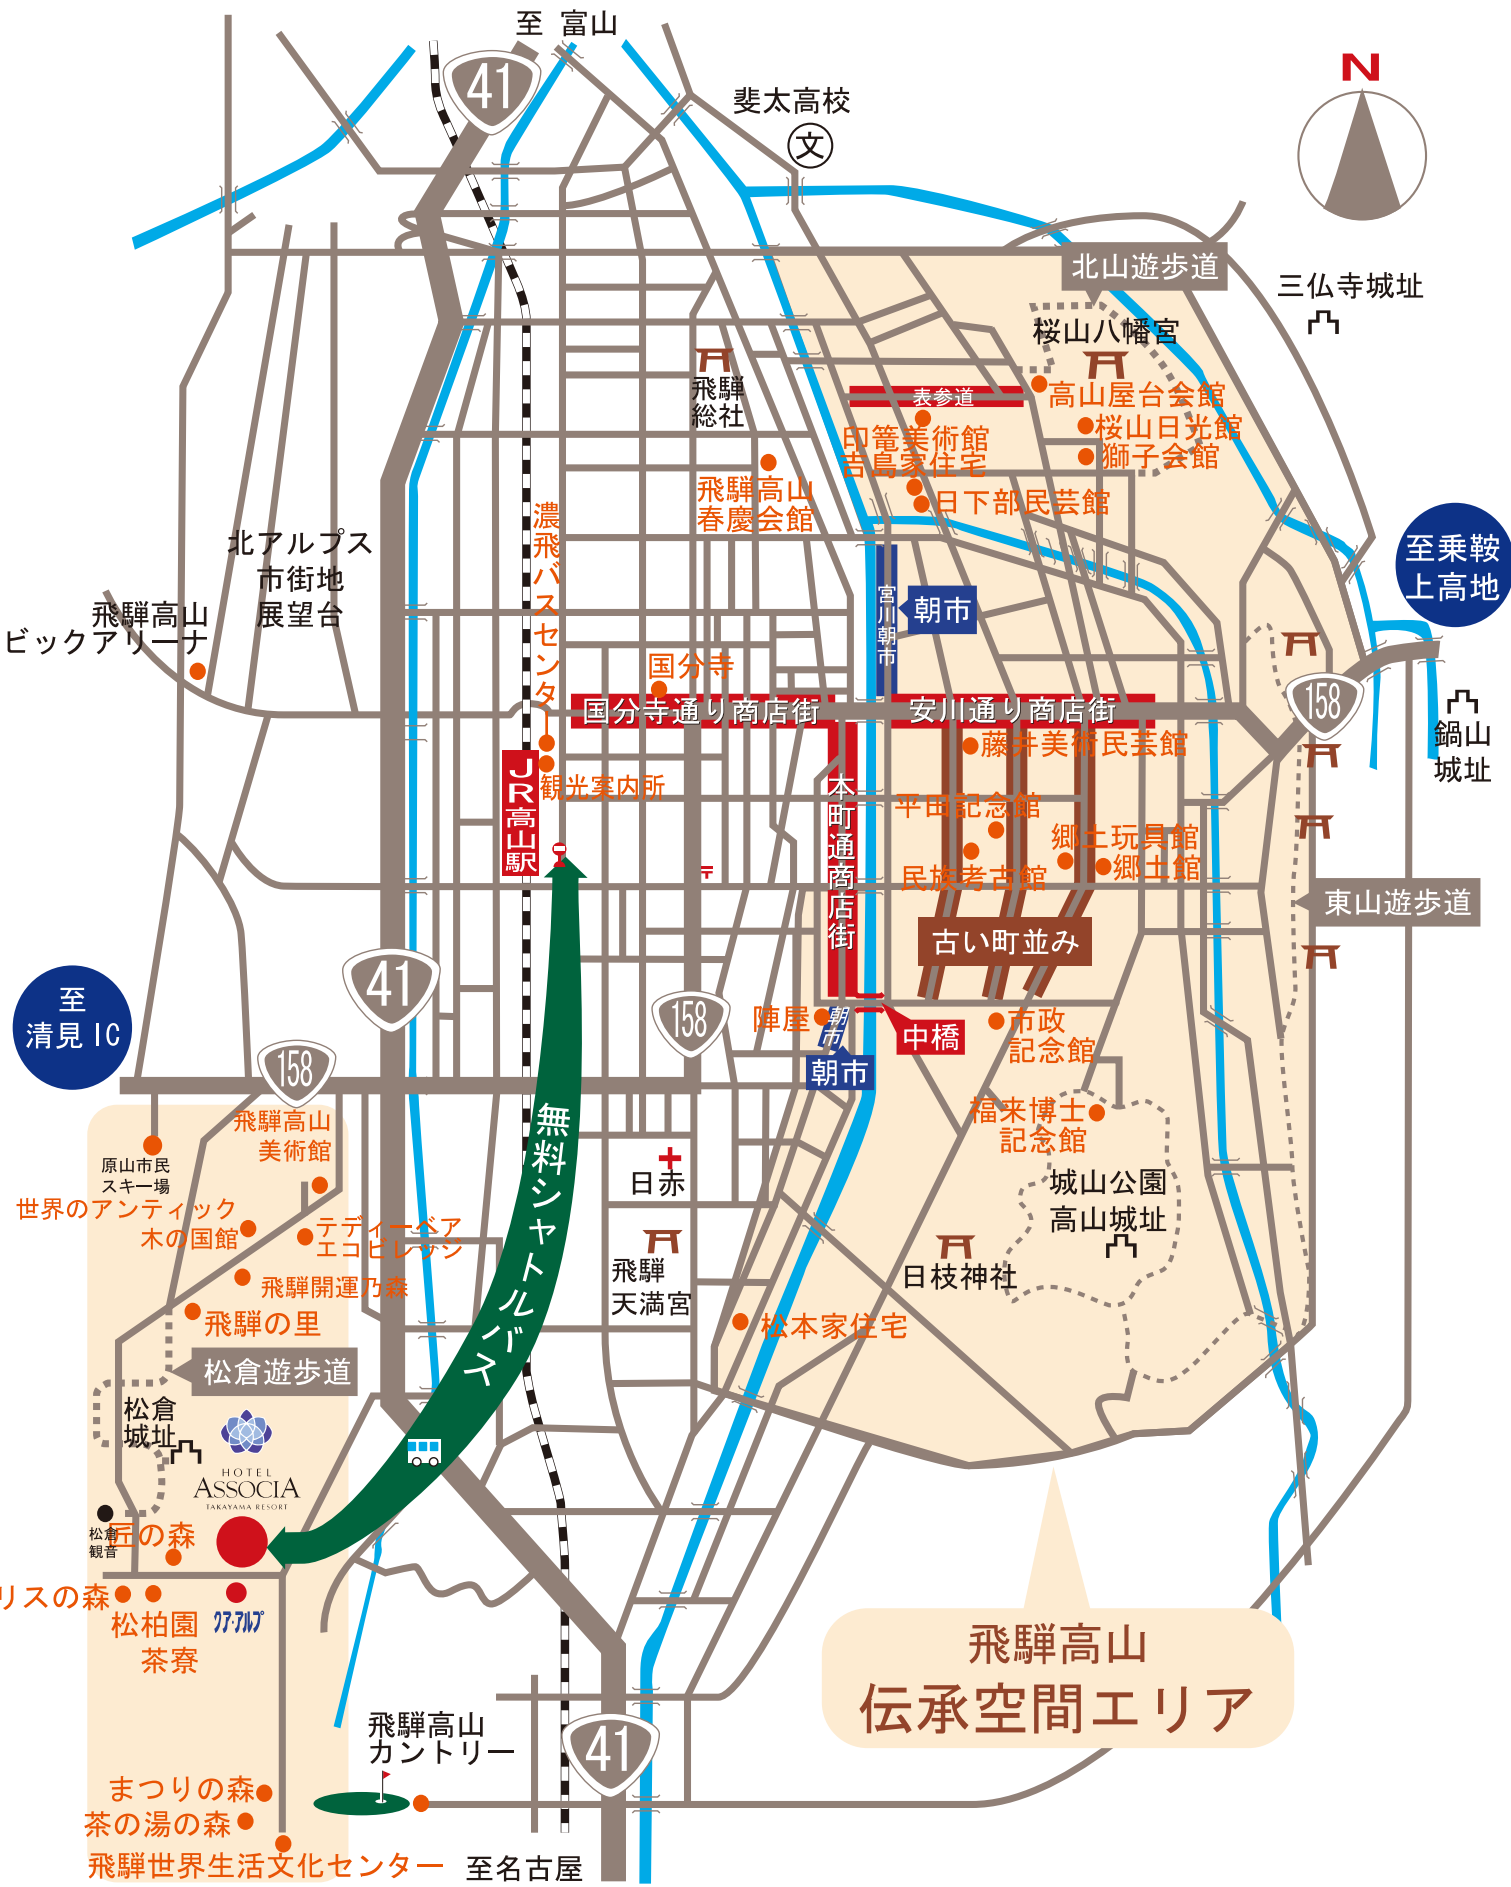 至 富山
41
斐太高校
文
N
北山遊歩道
三仏寺城址
桜山八幡宮
飛騨
総社
表参道
高山屋台会館
桜山日光館
獅子会館
印篭美術館
吉島家住宅
日下部民芸館
飛騨高山
春慶会館
濃飛バスセンター
北アルプス
市街地
展望台
飛騨高山
ビックアリーナ
至乗鞍
上高地
宮川朝市
朝市
国分寺
国分寺通り商店街
安川通り商店街
158
鍋山
城址
藤井美術民芸館
JR高山駅
観光案内所
本町通商店街
平田記念館
郷土玩具館
郷土館
民族考古館
〒
東山遊歩道
古い町並み
41
至
清見IC
158
158
陣屋
朝市
朝市
中橋
市政
記念館
福来博士
記念館
飛騨高山
美術館
原山市民
スキー場
無料シャトルバス
日赤
城山公園
高山城址
世界のアンティック
木の国館
テディーベア
エコビレッジ
飛騨
天満宮
日枝神社
飛騨開運乃森
飛騨の里
松本家住宅
松倉遊歩道
松倉
城址
HOTEL
ASSOCIA
TAKAYAMA RESORT
松倉
観音
匠の森
リスの森
松柏園
茶寮
クア・アルプ
飛騨高山
伝承空間エリア
飛騨高山
カントリー
41
まつりの森
茶の湯の森
飛騨世界生活文化センター
至名古屋